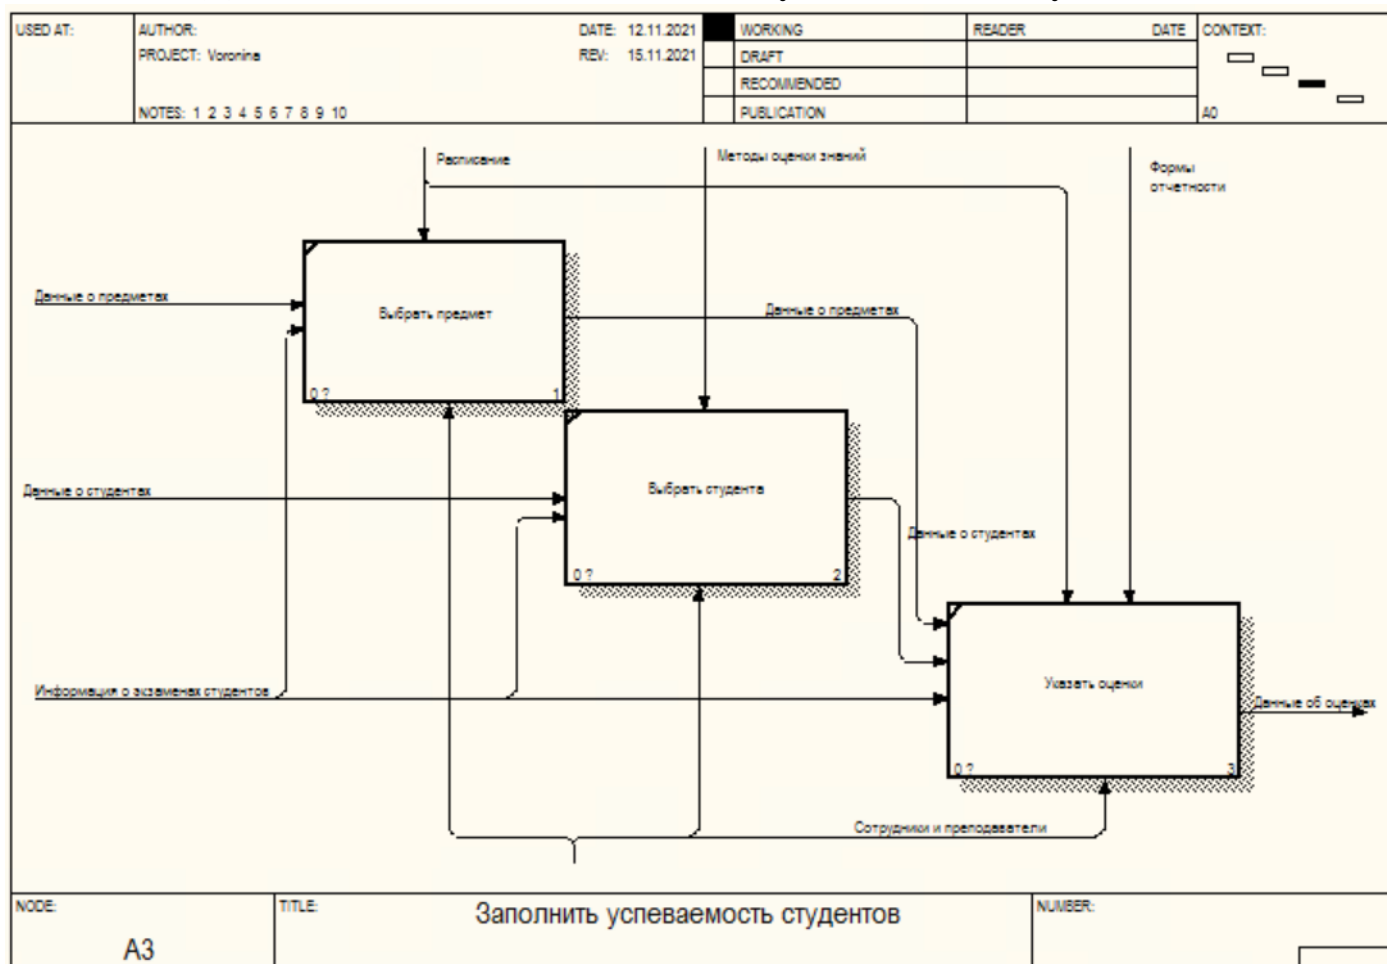 USED AT:
AUTHOR:
DATE: 12.11.2021
WORKING
READER
DATE
CONTEXT:
PROJECT: Voronina
REV: 15.11.2021
DRAFT
RECOMMENDED
NOTES: 1 2 3 4 5 6 7 8 9 10
PUBLICATION
A0
Расписание
Методы оценки знаний
Формы
отчетности
Данные о предметах
Выбрать предмет
Данные о предметах
0 ?
1
Данные о студентах
Выбрать студента
Данные о студентах
0 ?
2
Информация о экзаменах студентов
Указать оценки
Данные об оценках
0 ?
3
Сотрудники и преподаватели
NODE:
TITLE:
Заполнить успеваемость студентов
NUMBER:
A3